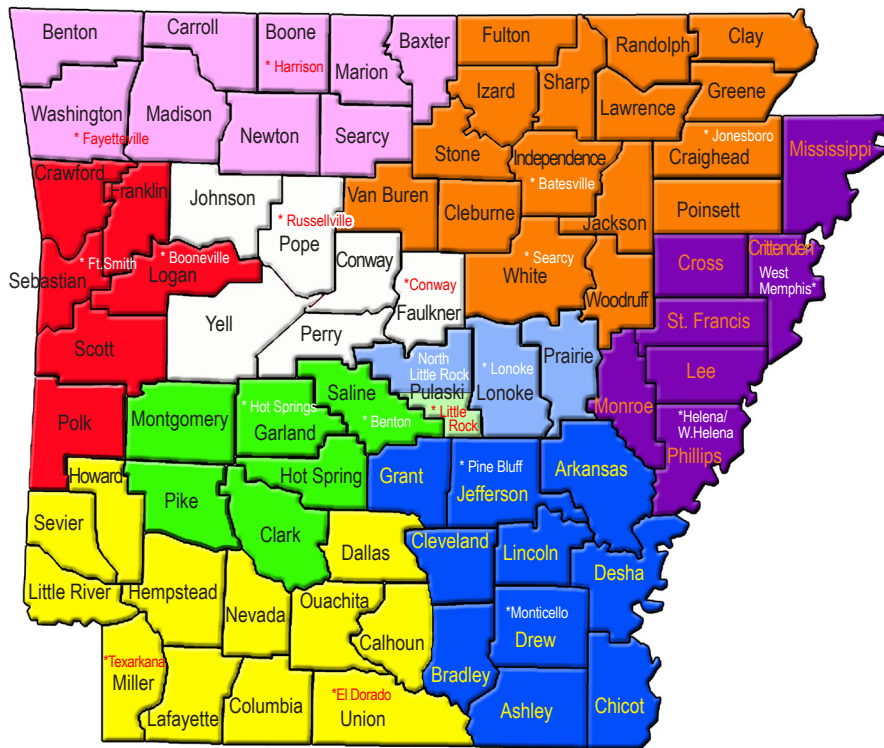 Benton
Carroll
Boone
* Harrison
Marion
Baxter
Fulton
Randolph
Clay
Izard
Sharp
Lawrence
Greene
Washington
* Fayetteville
Madison
Newton
Searcy
Stone
Independence
* Batesville
* Jonesboro
Craighead
Mississippi
Crawford
Franklin
Johnson
* Russellville
Pope
Van Buren
Cleburne
Jackson
Poinsett
Sebastian
* Ft.Smith
* Booneville
Logan
Conway
*Conway
Faulkner
* Searcy
White
Woodruff
Cross
Crittenden
West
Memphis*
Scott
Yell
Perry
* North
Little Rock
Pulaski
* Little
Rock
* Lonoke
Lonoke
Prairie
St. Francis
Lee
Monroe
*Helena/
W.Helena
Phillips
Polk
Montgomery
* Hot Springs
Garland
Saline
* Benton
Hot Spring
Grant
* Pine Bluff
Jefferson
Arkansas
Howard
Sevier
Pike
Clark
Dallas
Cleveland
Lincoln
Desha
Little River
Hempstead
Nevada
Ouachita
Calhoun
*Monticello
Drew
Bradley
*Texarkana
Miller
Lafayette
Columbia
*El Dorado
Union
Ashley
Chicot